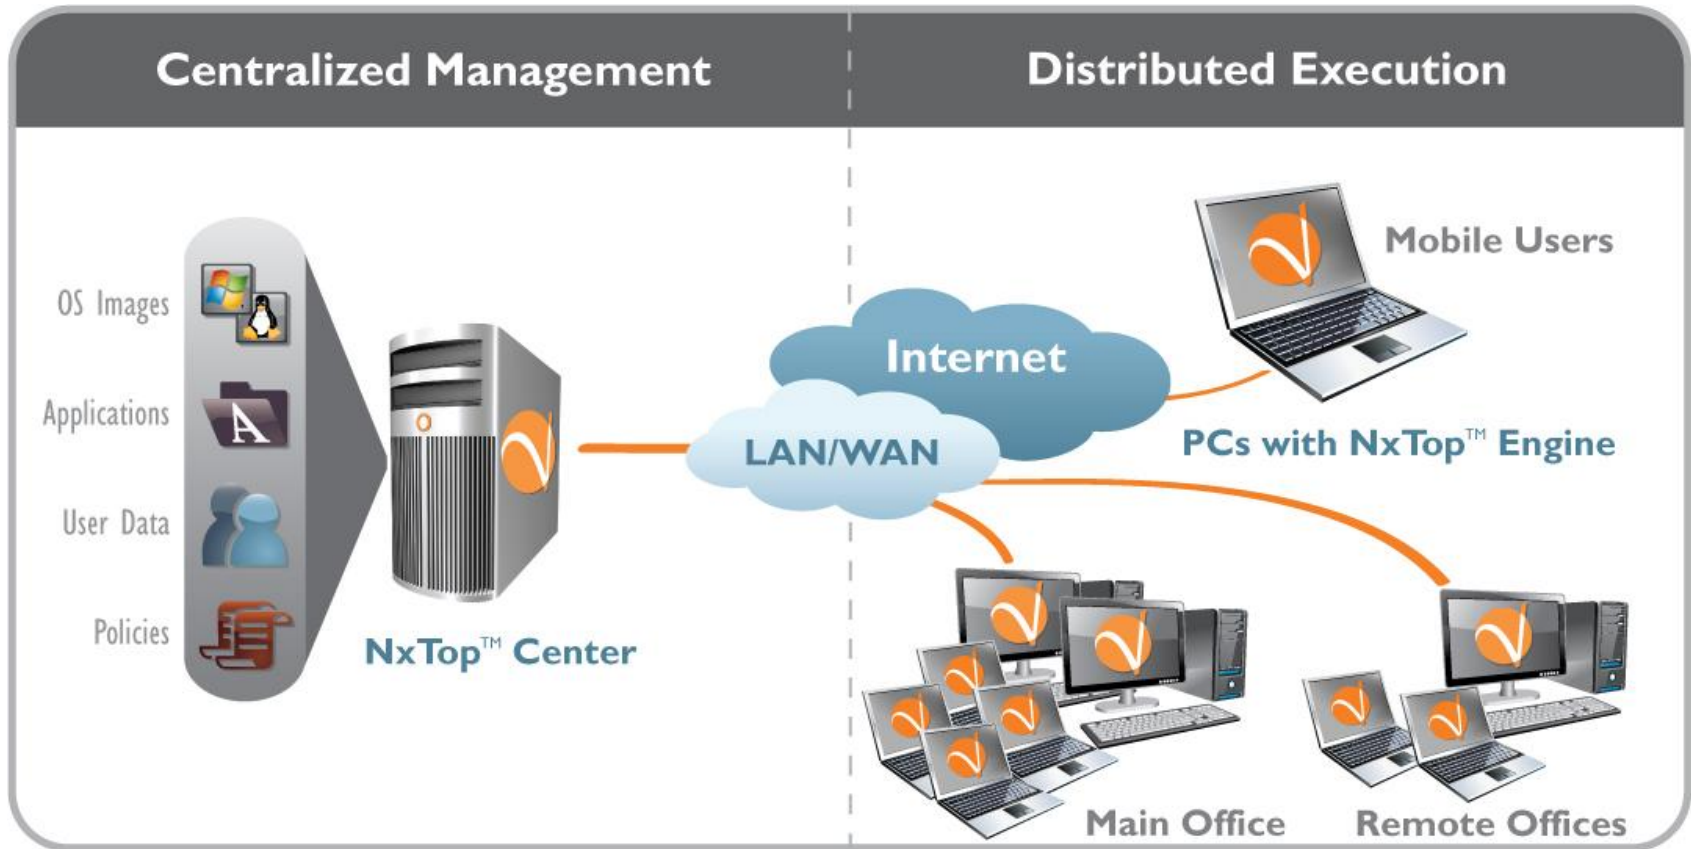 Centralized Management
Distributed Execution
OS Images
Applications
User Data
Policies
A
NxTop™ Center
Internet
LAN/WAN
Mobile Users
PCs with NxTop™ Engine
Main Office
Remote Offices